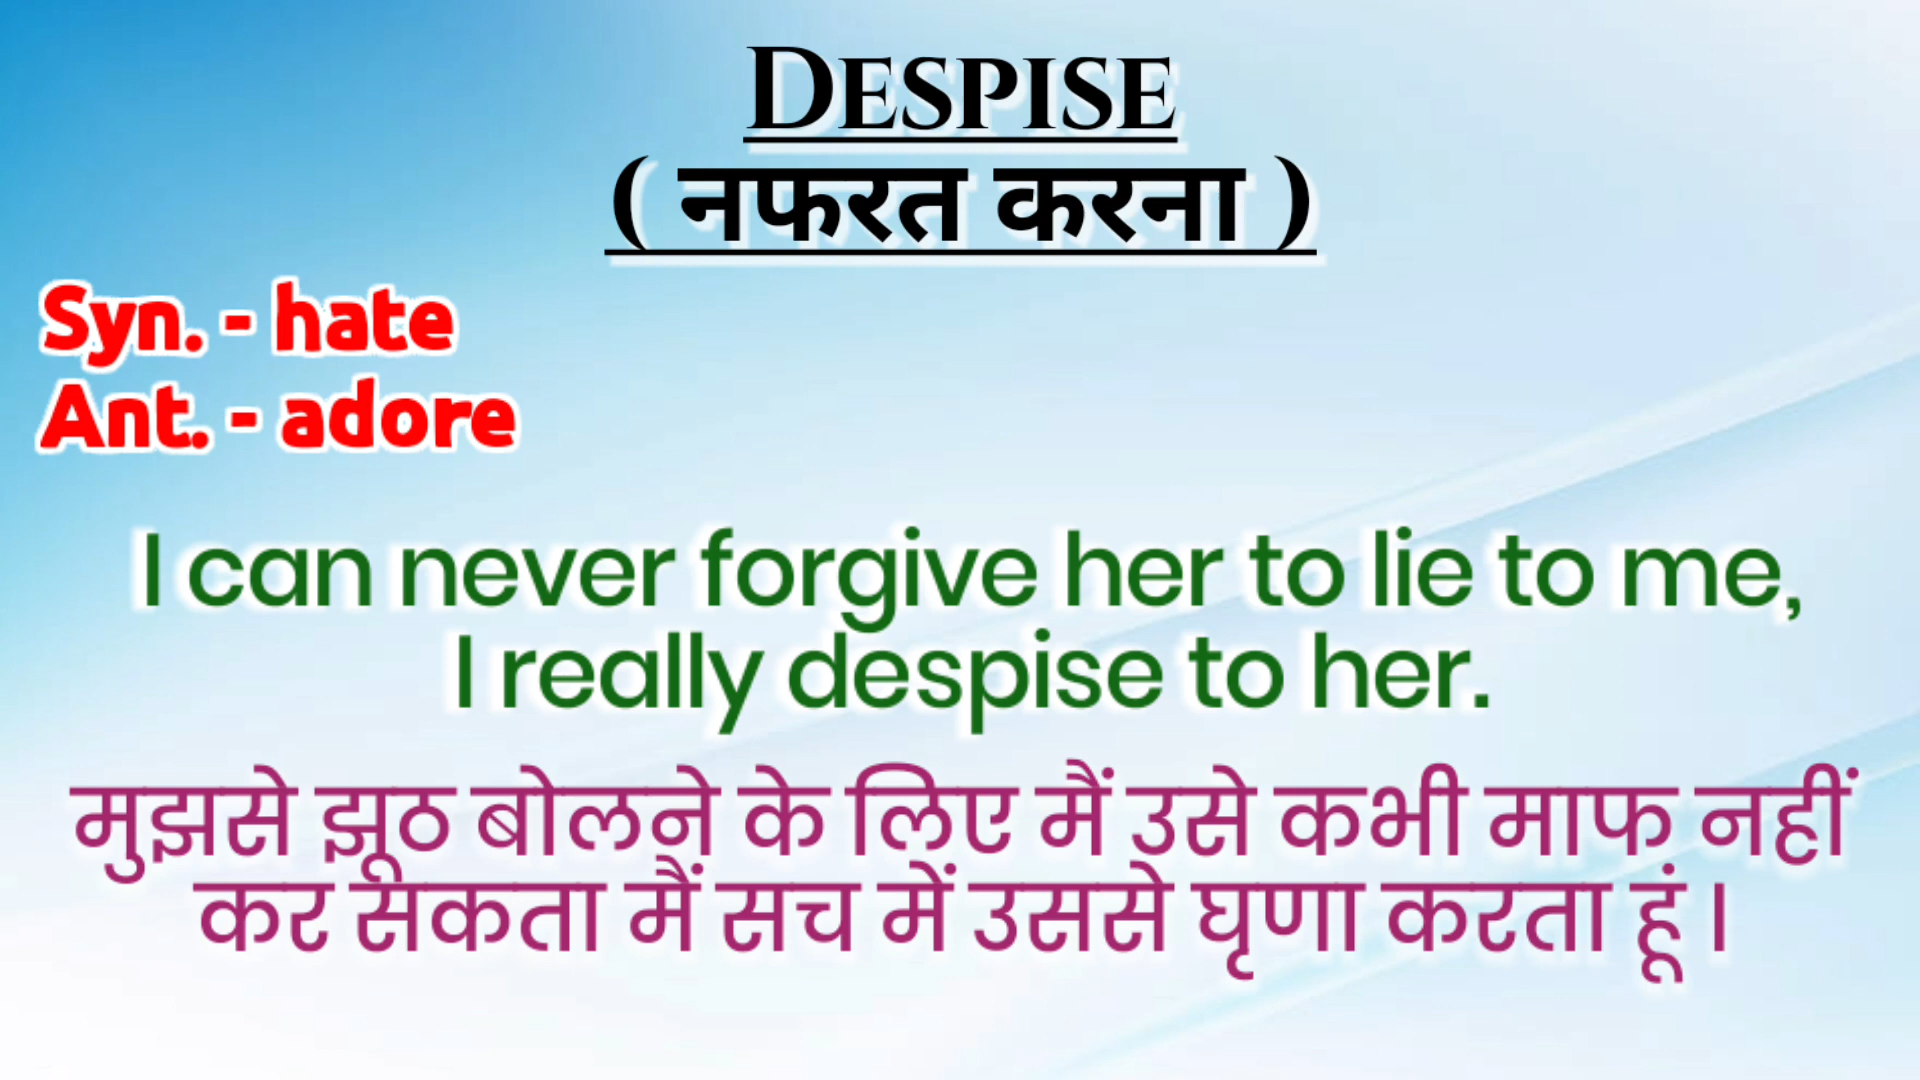 DESPISE
( नफरत करना )
Syn. - hate
Ant. - adore
I can never forgive her to lie to me,
I really despise to her.
मुझसे झूठ बोलने के लिए मैं उसे कभी माफ नहीं
कर सकता मैं सच में उससे घृणा करता हूं ।